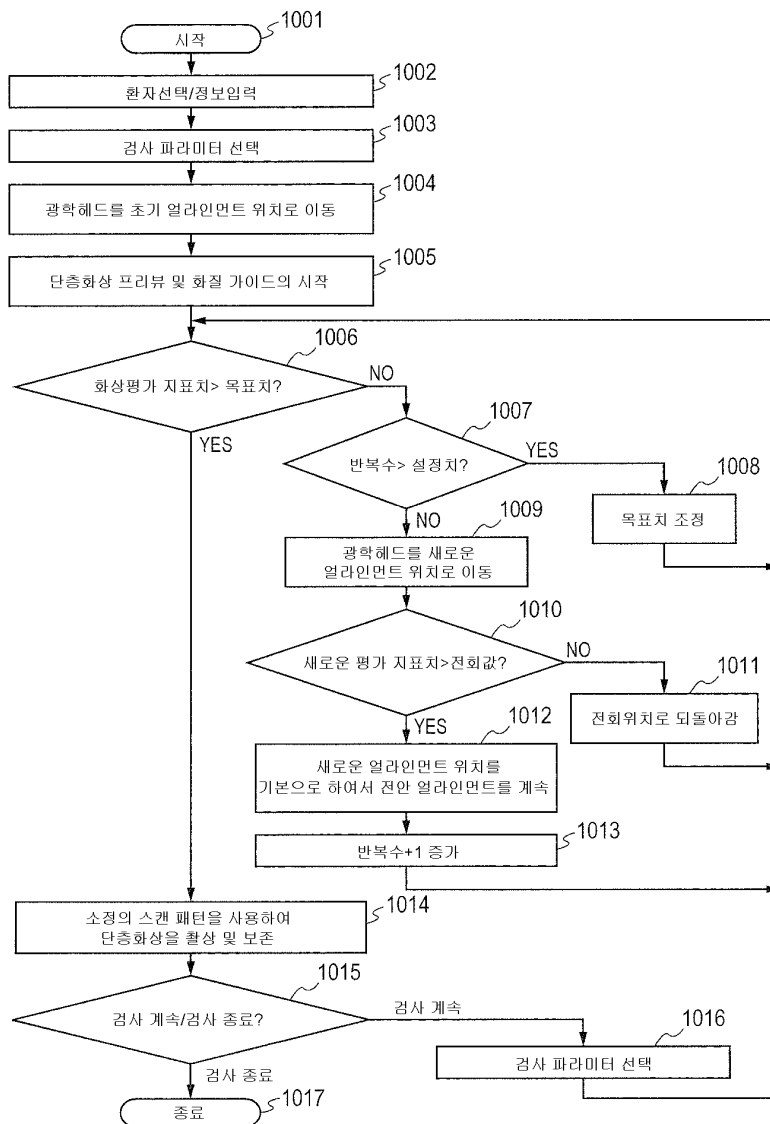 시작
1001
환자선택/정보입력
1002
검사 파라미터 선택
1003
광학헤드를 초기 얼라인먼트 위치로 이동
1004
단층화상 프리뷰 및 화질 가이드의 시작
1005
화상평가 지표치> 목표치?
1006
NO
YES
반복수> 설정치?
1007
YES
NO
목표치 조정
1008
광학헤드를 새로운
얼라인먼트 위치로 이동
1009
새로운 평가 지표치>전회값?
1010
NO
YES
전회위치로 되돌아감
1011
새로운 얼라인먼트 위치를
기본으로 하여서 전안 얼라인먼트를 계속
1012
반복수+1 증가
1013
소정의 스캔 패턴을 사용하여
단층화상을 촬상 및 보존
1014
검사 계속/검사 종료?
1015
검사 계속
검사 종료
검사 파라미터 선택
1016
종료
1017